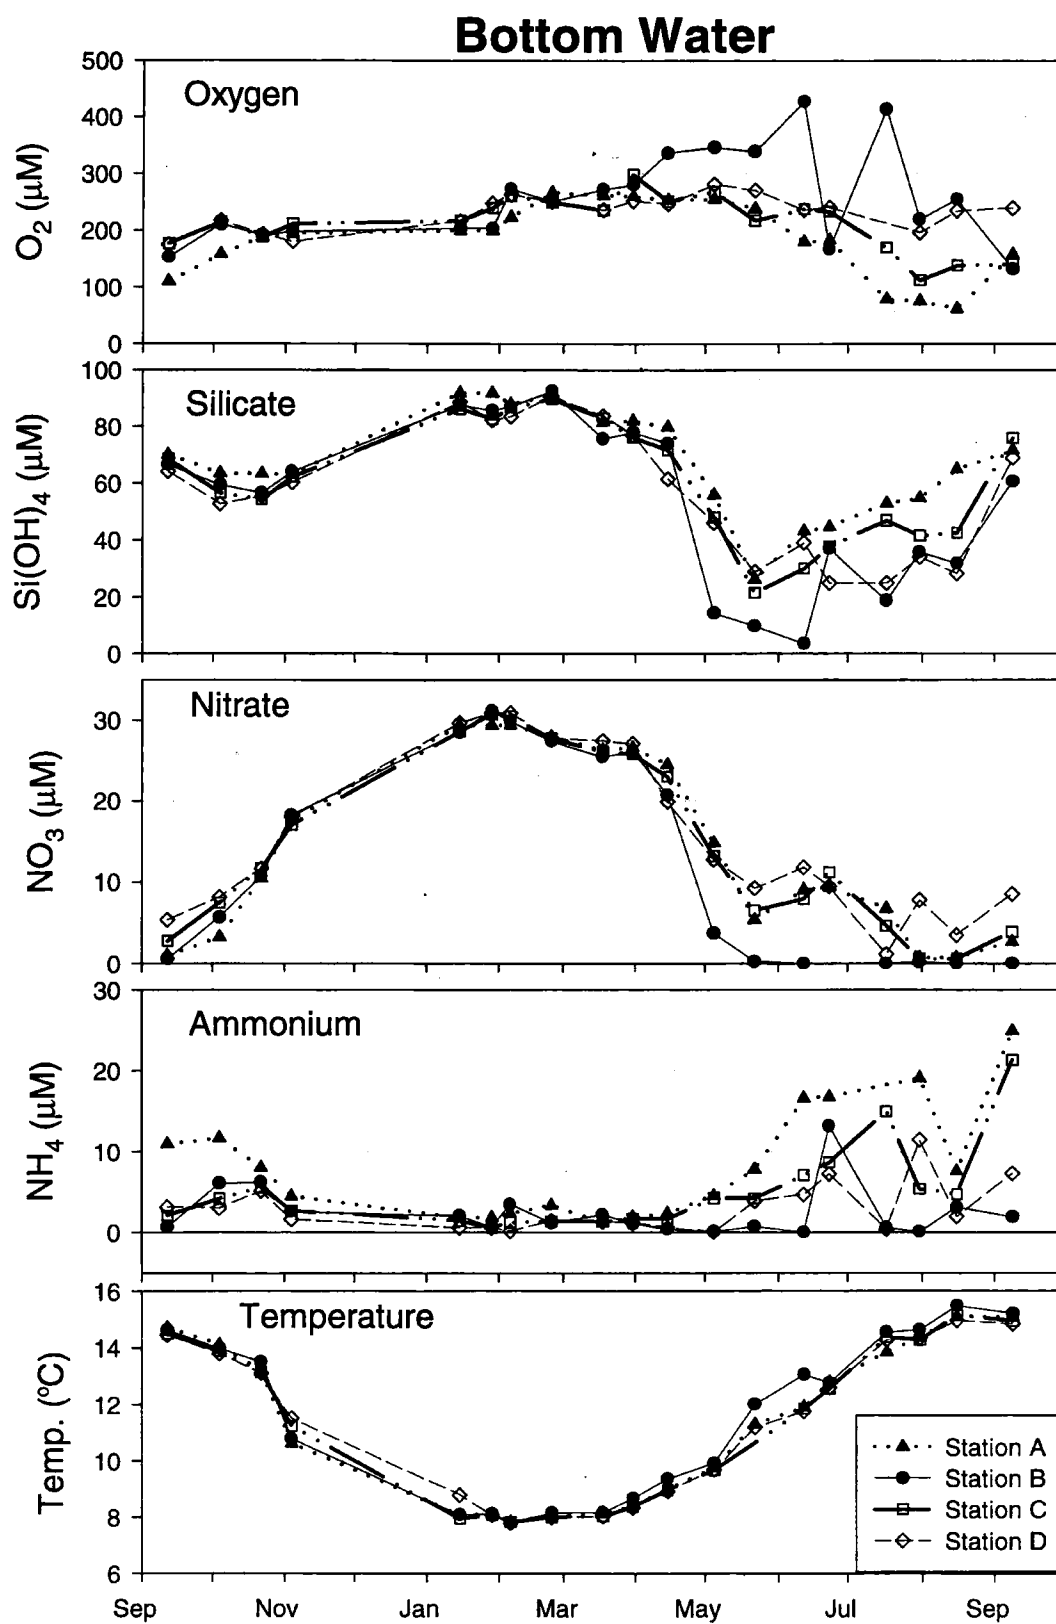 Bottom Water
Oxygen
O2 (μM)
500
400
300
200
100
0
Silicate
Si(OH)4 (μM)
100
80
60
40
20
0
Nitrate
NO3 (μM)
30
20
10
0
Ammonium
NH4 (μM)
30
20
10
0
Temperature
Temp. (ºC)
16
14
12
10
8
6
Station A
Station B
Station C
Station D
Sep Nov Jan Mar May Jul Sep